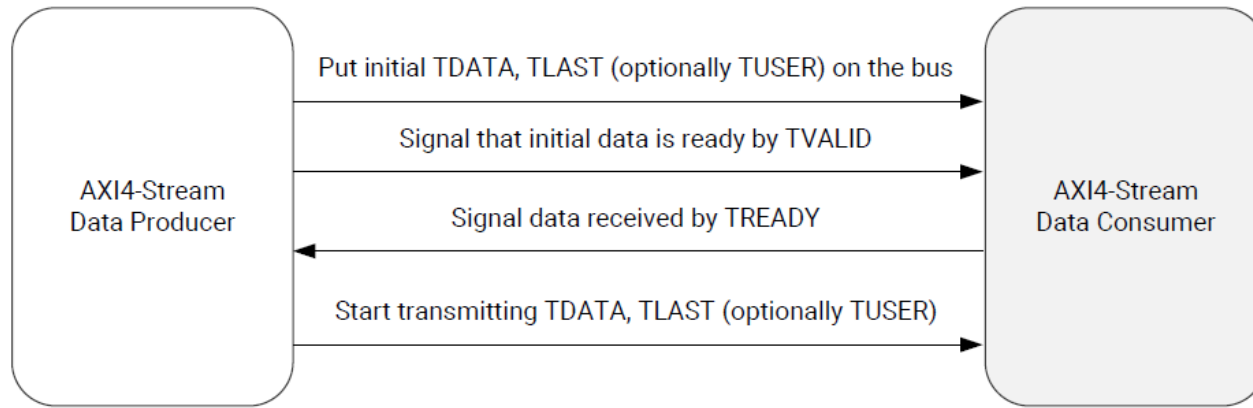 Put initial TDATA, TLAST (optionally TUSER) on the bus
Signal that initial data is ready by TVALID
AXI4-Stream
Data Producer
Signal data received by TREADY
AXI4-Stream
Data Consumer
Start transmitting TDATA, TLAST (optionally TUSER)